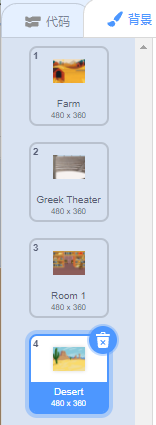 代码
背景
1
Farm
480 x 360
2
Greek Theater
480 x 360
3
Room 1
480 x 360
4
Desert
480 x 360